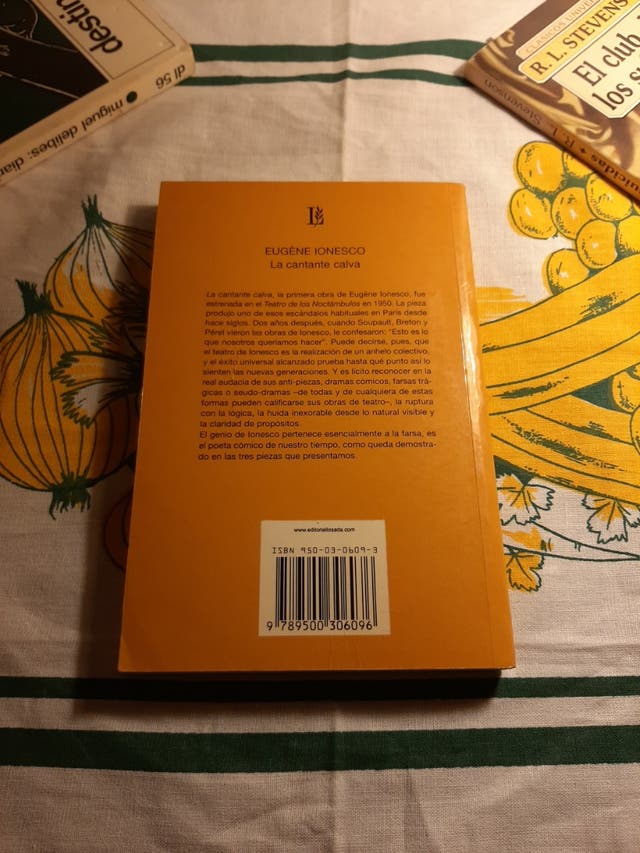 destin
dl 56
miguel delibes: diar
CLÁSICOS UNIVE
R. L. STEVENS
El club
los s
icidas • R. L. Stevenson
L
EUGÈNE IONESCO
La cantante calva
La cantante calva, la primera obra de Eugène Ionesco, fue
estrenada en el Teatro de los Noctámbulos en 1950. La pieza
produjo uno de esos escándalos habituales en París desde
hace siglos. Dos años después, cuando Soupault, Breton y
Péret vieron las obras de Ionesco, le confesaron: "Esto es lo
que nosotros queríamos hacer". Puede decirse, pues, que
el teatro de Ionesco es la realización de un anhelo colectivo,
y el éxito universal alcanzado prueba hasta qué punto así lo
sienten las nuevas generaciones. Y es lícito reconocer en la
real audacia de sus anti-piezas, dramas cómicos, farsas trá-
gicas o seudo-dramas –de todas y de cualquiera de estas
formas pueden calificarse sus obras de teatro–, la ruptura
con la lógica, la huida inexorable desde lo natural visible y
la claridad de propósitos.
El genio de Ionesco pertenece esencialmente a la farsa, es
el poeta cómico de nuestro tiempo, como queda demostra-
do en las tres piezas que presentamos.
www.editoriallosada.com
ISBN 950-03-0609-3
9 789500 306096